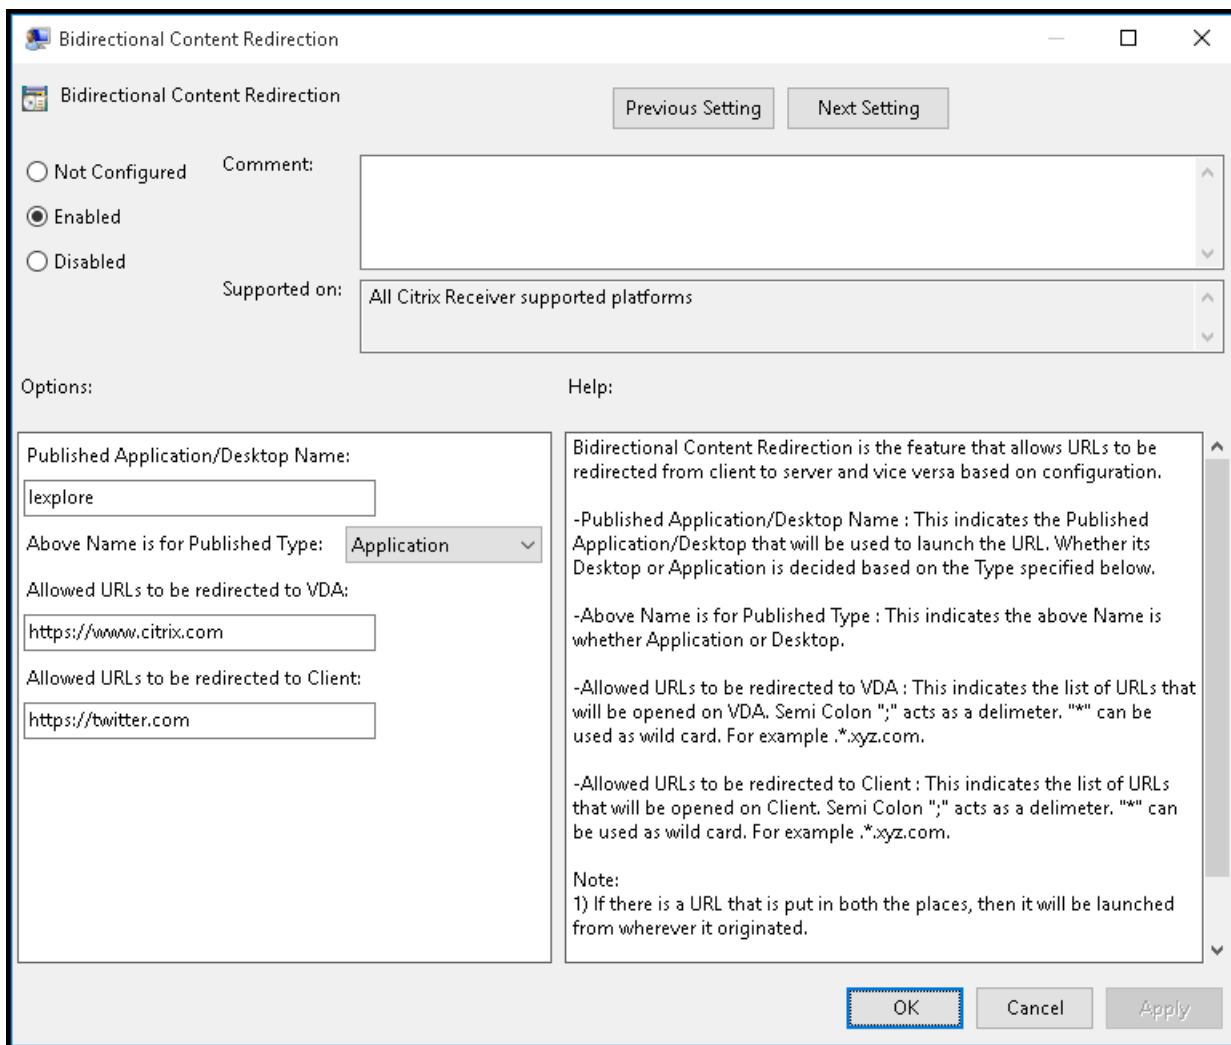 Bidirectional Content Redirection
Bidirectional Content Redirection
Previous Setting
Next Setting
Not Configured
Comment:
Enabled
Disabled
Supported on:
All Citrix Receiver supported platforms
Options:
Help:
Published Application/Desktop Name:
Iexplore
Above Name is for Published Type:
Application
Allowed URLs to be redirected to VDA:
https://www.citrix.com
Allowed URLs to be redirected to Client:
https://twitter.com
Bidirectional Content Redirection is the feature that allows URLs to be
redirected from client to server and vice versa based on configuration.
-Published Application/Desktop Name : This indicates the Published
Application/Desktop that will be used to launch the URL. Whether its
Desktop or Application is decided based on the Type specified below.
-Above Name is for Published Type : This indicates the above Name is
whether Application or Desktop.
-Allowed URLs to be redirected to VDA : This indicates the list of URLs that
will be opened on VDA. Semi Colon ";" acts as a delimeter. "*" can be
used as wild card. For example .*.xyz.com.
-Allowed URLs to be redirected to Client : This indicates the list of URLs
that will be opened on Client. Semi Colon ";" acts as a delimeter. "*" can
be used as wild card. For example .*.xyz.com.
Note:
1) If there is a URL that is put in both the places, then it will be launched
from wherever it originated.
OK
Cancel
Apply